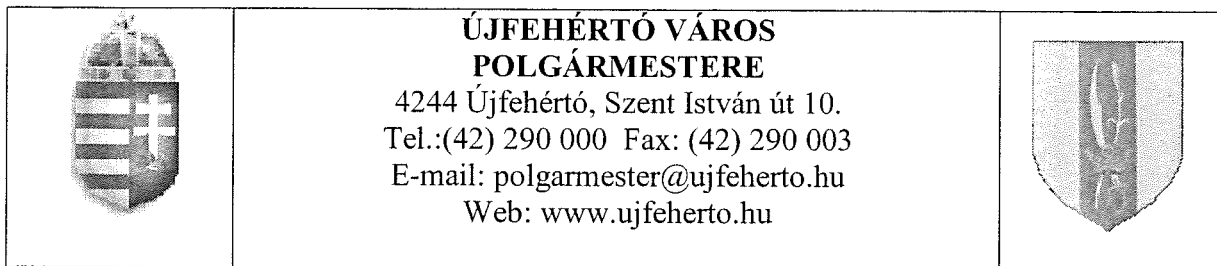 ÚJFEHÉRTÓ VÁROS
POLGÁRMESTERE
4244 Újfehértó, Szent István út 10.
Tel.:(42) 290 000 Fax: (42) 290 003
E-mail: polgarmester@ujfeherto.hu
Web: www.ujfeherto.hu